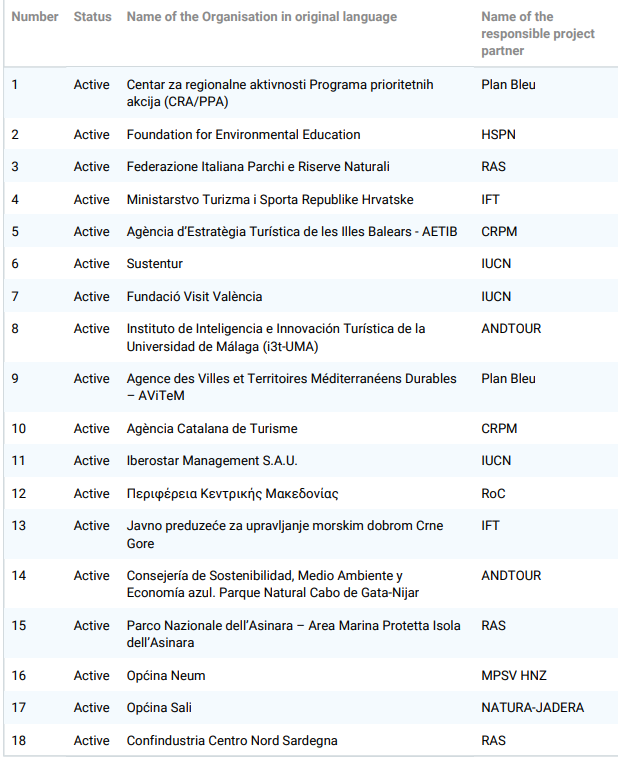 Number Status Name of the Organisation in original language Name of the
responsible project
partner
1 Active Centar za regionalne aktivnosti Programa prioritetnih Plan Bleu
akcija (CRA/PPA)
2 Active Foundation for Environmental Education HSPN
3 Active Federazione Italiana Parchi e Riserve Naturali RAS
4 Active Ministarstvo Turizma i Sporta Republike Hrvatske IFT
5 Active Agència d’Estratègia Turística de les Illes Balears - AETIB CRPM
6 Active Sustentur IUCN
7 Active Fundació Visit València IUCN
8 Active Instituto de Inteligencia e Innovación Turística de la ANDTOUR
Universidad de Málaga (i3t-UMA)
9 Active Agence des Villes et Territoires Méditerranéens Durables Plan Bleu
– AViTeM
10 Active Agència Catalana de Turisme CRPM
11 Active Iberostar Management S.A.U. IUCN
12 Active Περιφέρεια Κεντρικής Μακεδονίας RoC
13 Active Javno preduzeće za upravljanje morskim dobrom Crne IFT
Gore
14 Active Consejería de Sostenibilidad, Medio Ambiente y ANDTOUR
Economía azul. Parque Natural Cabo de Gata-Nijar
15 Active Parco Nazionale dell’Asinara – Area Marina Protetta Isola RAS
dell’Asinara
16 Active Općina Neum MPSV HNZ
17 Active Općina Sali NATURA-JADERA
18 Active Confindustria Centro Nord Sardegna RAS